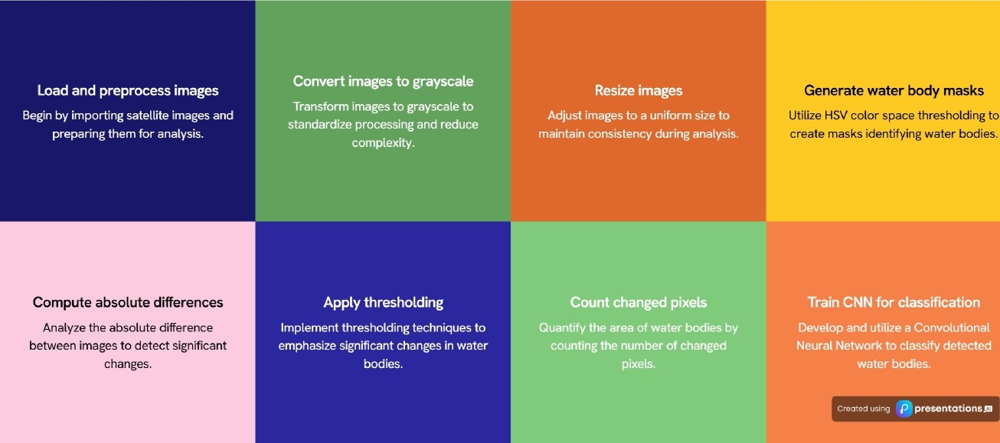 Load and preprocess images
Begin by importing satellite images and
preparing them for analysis.
Convert images to grayscale
Transform images to grayscale to
standardize processing and reduce
complexity.
Resize images
Adjust images to a uniform size to
maintain consistency during analysis.
Generate water body masks
Utilize HSV color space thresholding to
create masks identifying water bodies.
Compute absolute differences
Analyze the absolute difference
between images to detect significant
changes.
Apply thresholding
Implement thresholding techniques to
emphasize significant changes in water
bodies.
Count changed pixels
Quantify the area of water bodies by
counting the number of changed
pixels.
Train CNN for classification
Develop and utilize a Convolutional
Neural Network to classify detected
water bodies.
Created using presentations.AI